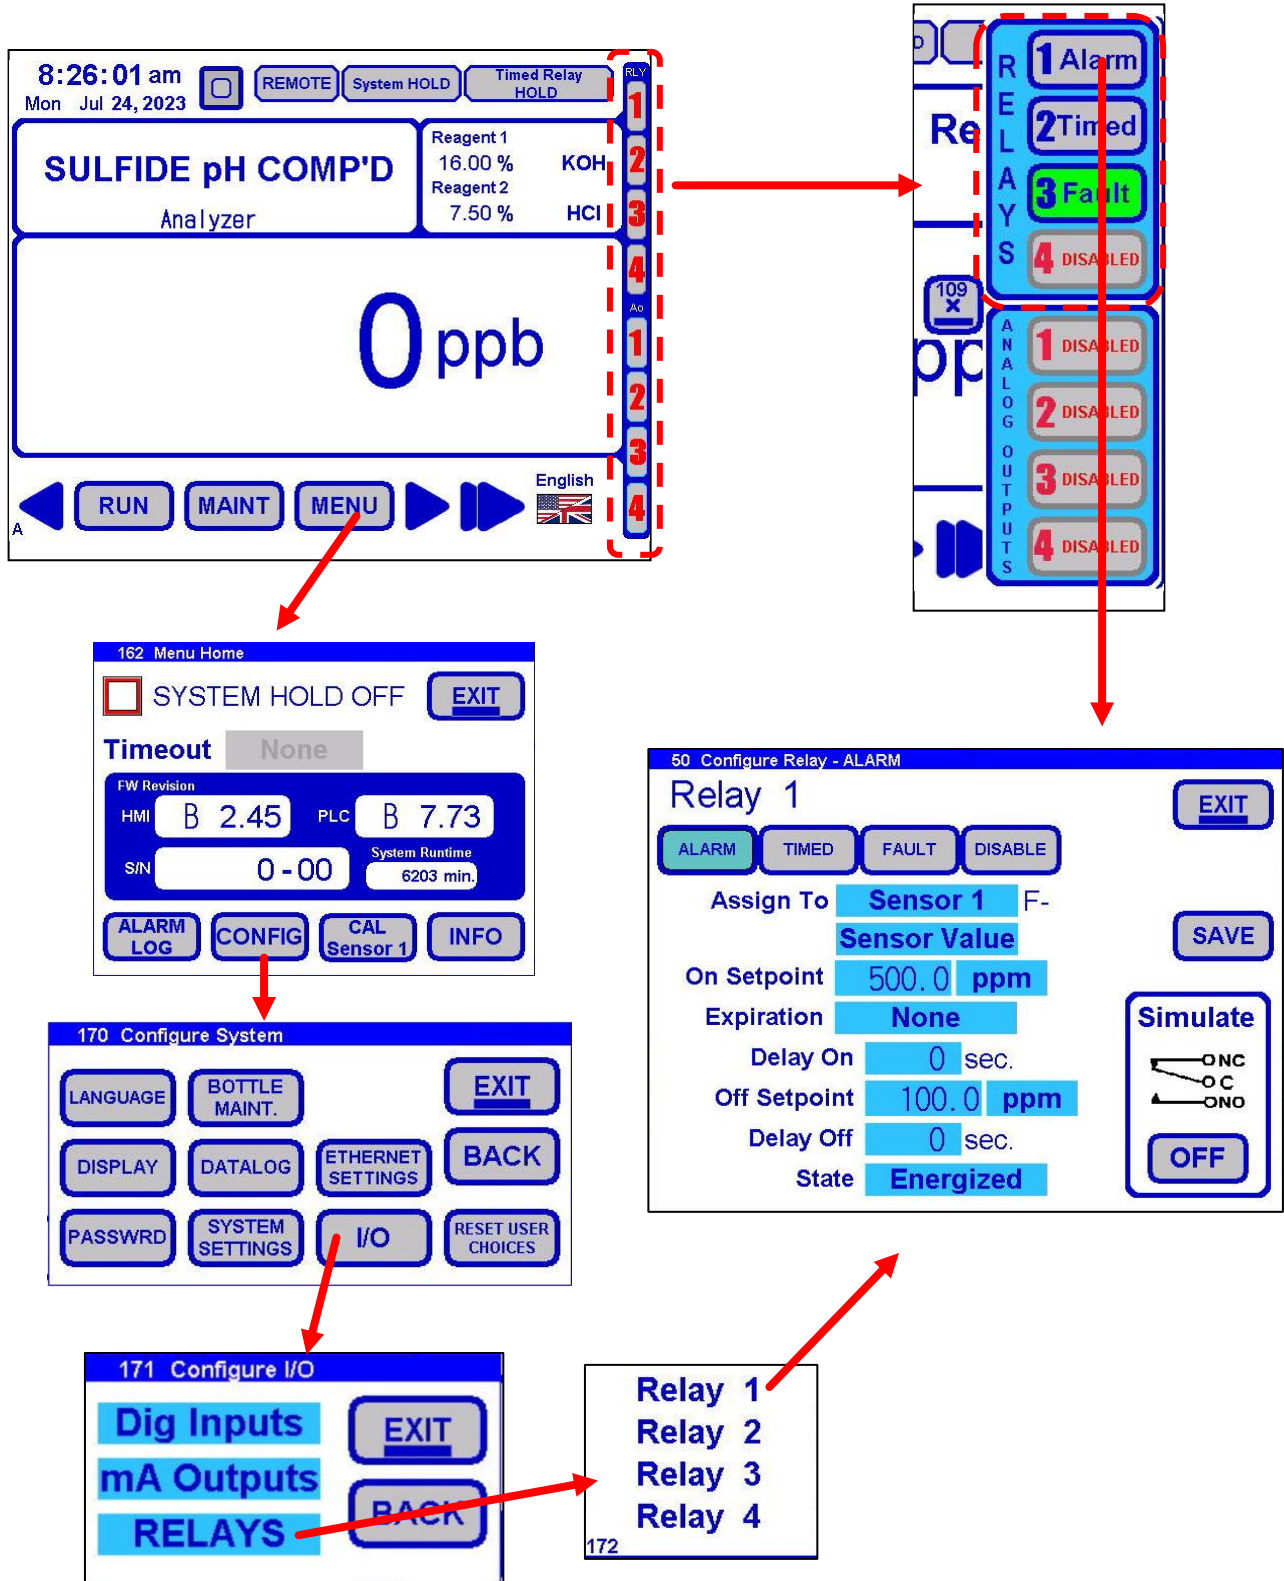 8:26:01 am
Mon Jul 24, 2023
REMOTE
System HOLD
Timed Relay
HOLD
RLY
1
2
3
4
Ao
1
2
3
4
SULFIDE pH COMP'D
Analyzer
Reagent 1
16.00 % KOH
Reagent 2
7.50 % HCl
0 ppb
RUN
MAINT
MENU
English
A
Re
109
pp
RELAYS
1 Alarm
2 Timed
3 Fault
4 DISABLED
ANALOG OUTPUTS
1 DISABLED
2 DISABLED
3 DISABLED
4 DISABLED
162 Menu Home
SYSTEM HOLD OFF
EXIT
Timeout None
FW Revision
HMI B 2.45 PLC B 7.73
S/N 0-00
System Runtime
6203 min.
ALARM
LOG
CONFIG
CAL
Sensor 1
INFO
50 Configure Relay - ALARM
Relay 1
EXIT
ALARM TIMED FAULT DISABLE
Assign To Sensor 1 F-
Sensor Value
SAVE
On Setpoint 500.0 ppm
Expiration None
Delay On 0 sec.
Off Setpoint 100.0 ppm
Delay Off 0 sec.
State Energized
Simulate
NC
C
NO
OFF
170 Configure System
LANGUAGE
BOTTLE
MAINT.
EXIT
DISPLAY
DATALOG
ETHERNET
SETTINGS
BACK
PASSWRD
SYSTEM
SETTINGS
I/O
RESET USER
CHOICES
171 Configure I/O
Dig Inputs
EXIT
mA Outputs
BACK
RELAYS
Relay 1
Relay 2
Relay 3
Relay 4
172